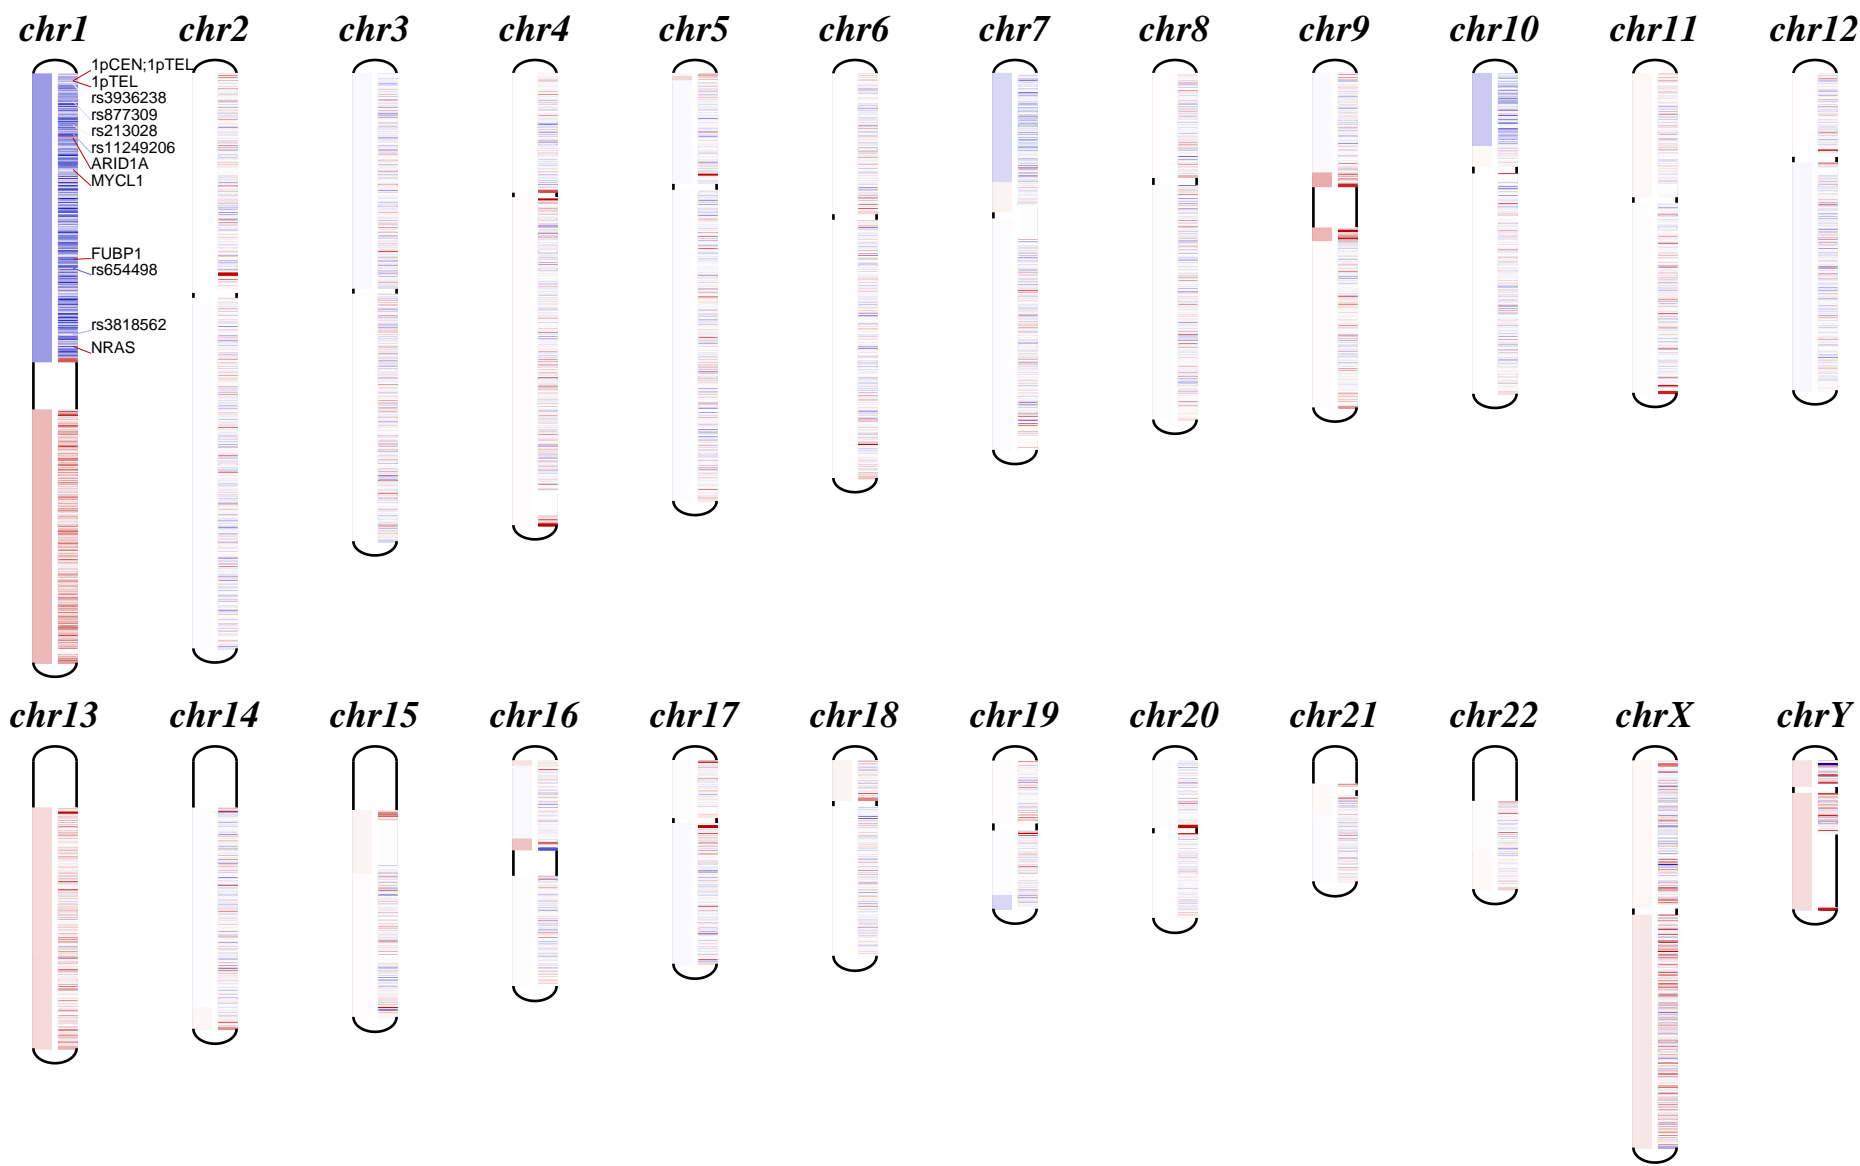 chr1 chr2 chr3 chr4 chr5 chr6 chr7 chr8 chr9 chr10 chr11 chr12
1pCEN;1pTEL
1pTEL
rs3936238
rs877309
rs213028
rs11249206
ARID1A
MYCL1
FUBP1
rs654498
rs3818562
NRAS
chr13 chr14 chr15 chr16 chr17 chr18 chr19 chr20 chr21 chr22 chrX chrY